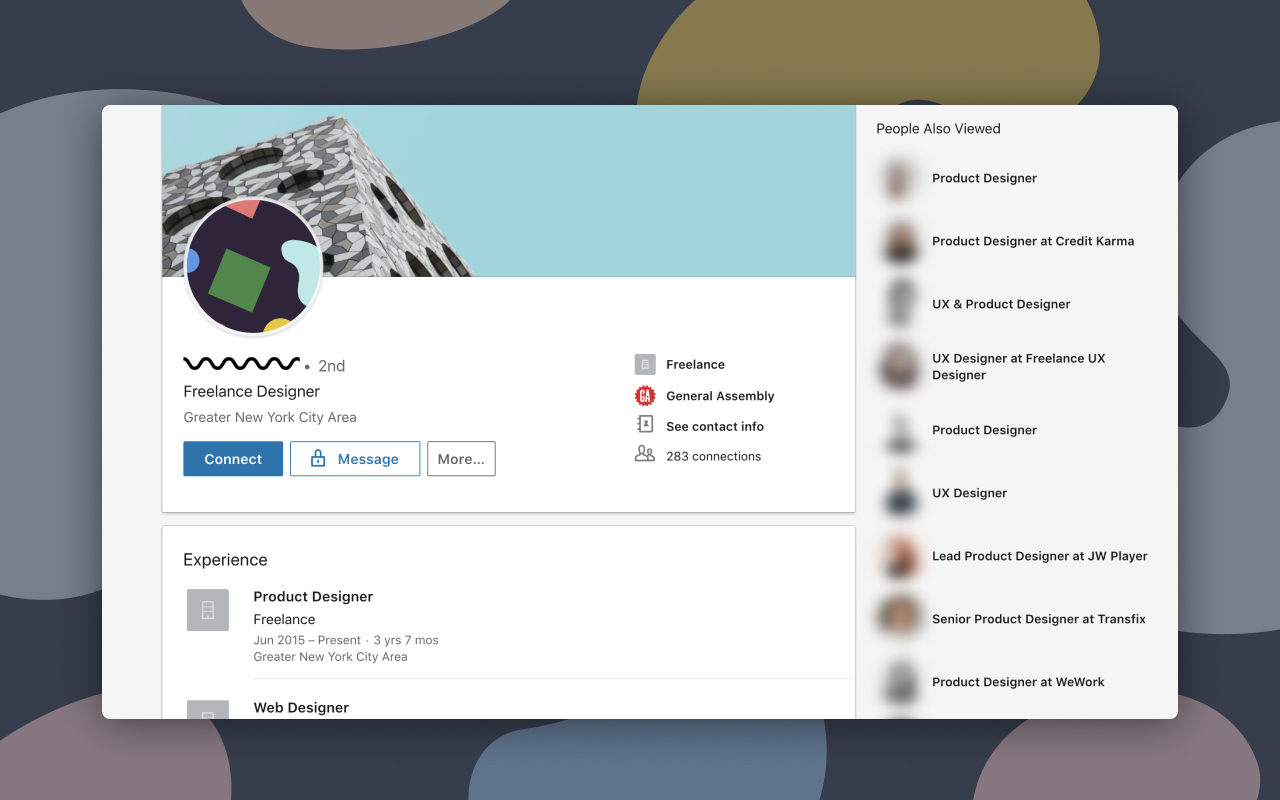 People Also Viewed
Product Designer
Product Designer at Credit Karma
UX & Product Designer
UX Designer at Freelance UX
Designer
Product Designer
UX Designer
Lead Product Designer at JW Player
Senior Product Designer at Transfix
Product Designer at WeWork
• 2nd
Freelance Designer
Greater New York City Area
Connect
Message
More...
Freelance
GA
General Assembly
See contact info
283 connections
Experience
Product Designer
Freelance
Jun 2015 – Present · 3 yrs 7 mos
Greater New York City Area
Web Designer